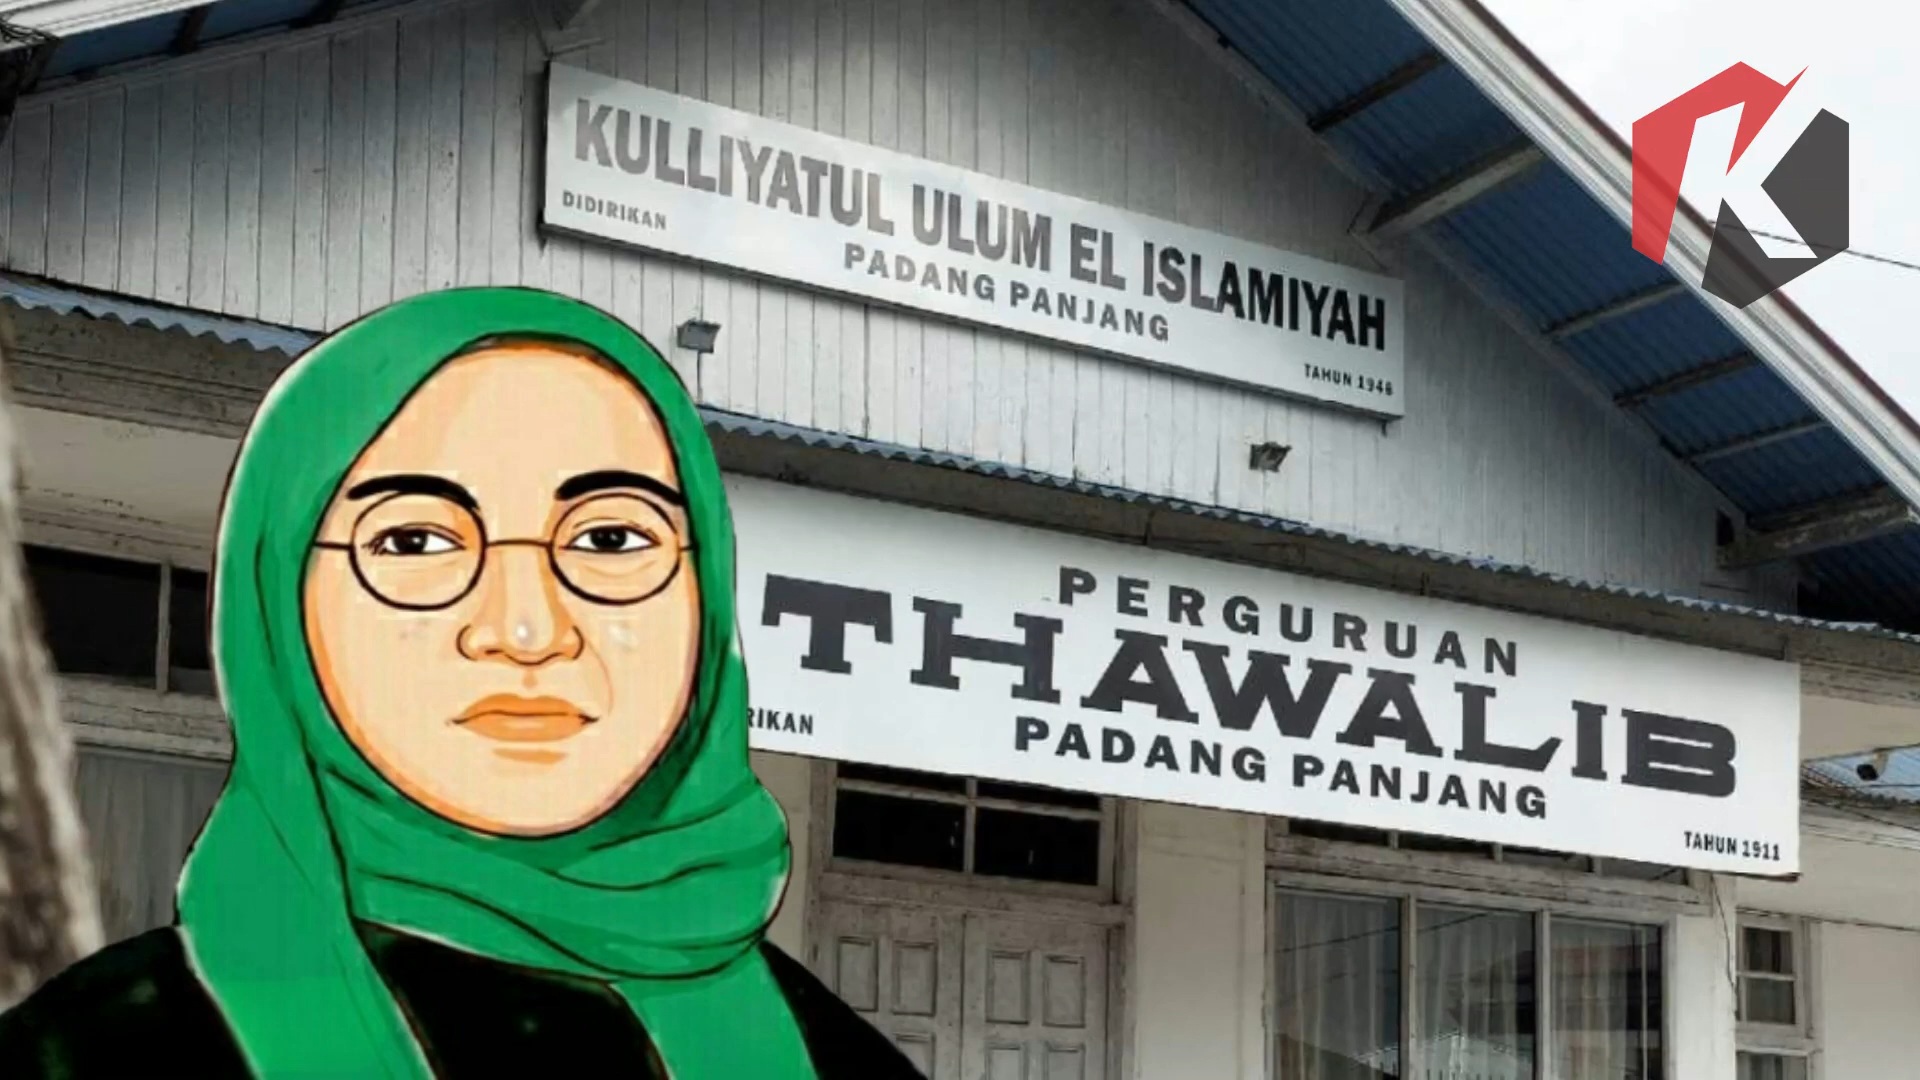 KULLIYATUL ULUM EL ISLAMIYAH
DIDIRIKAN
PADANG PANJANG
TAHUN 1946
PERGURUAN
THAWALIB
RIKAN
PADANG PANJANG
TAHUN 1911
K